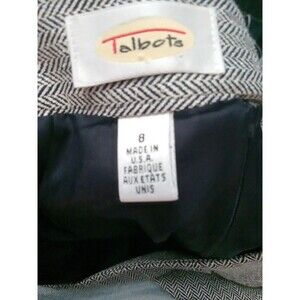 Talbots
8
MADE IN
U.S.A.
FABRIQUE
AUX ETATS
UNIS